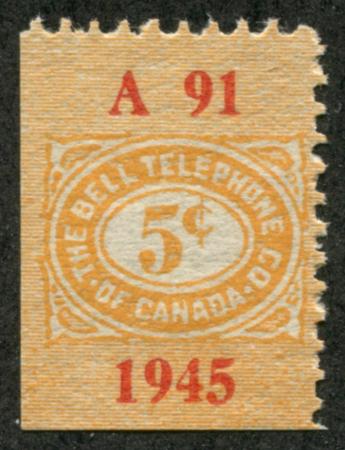 A 91
THE BELL TELEPHONE CO.
5¢
· OF CANADA ·
1945